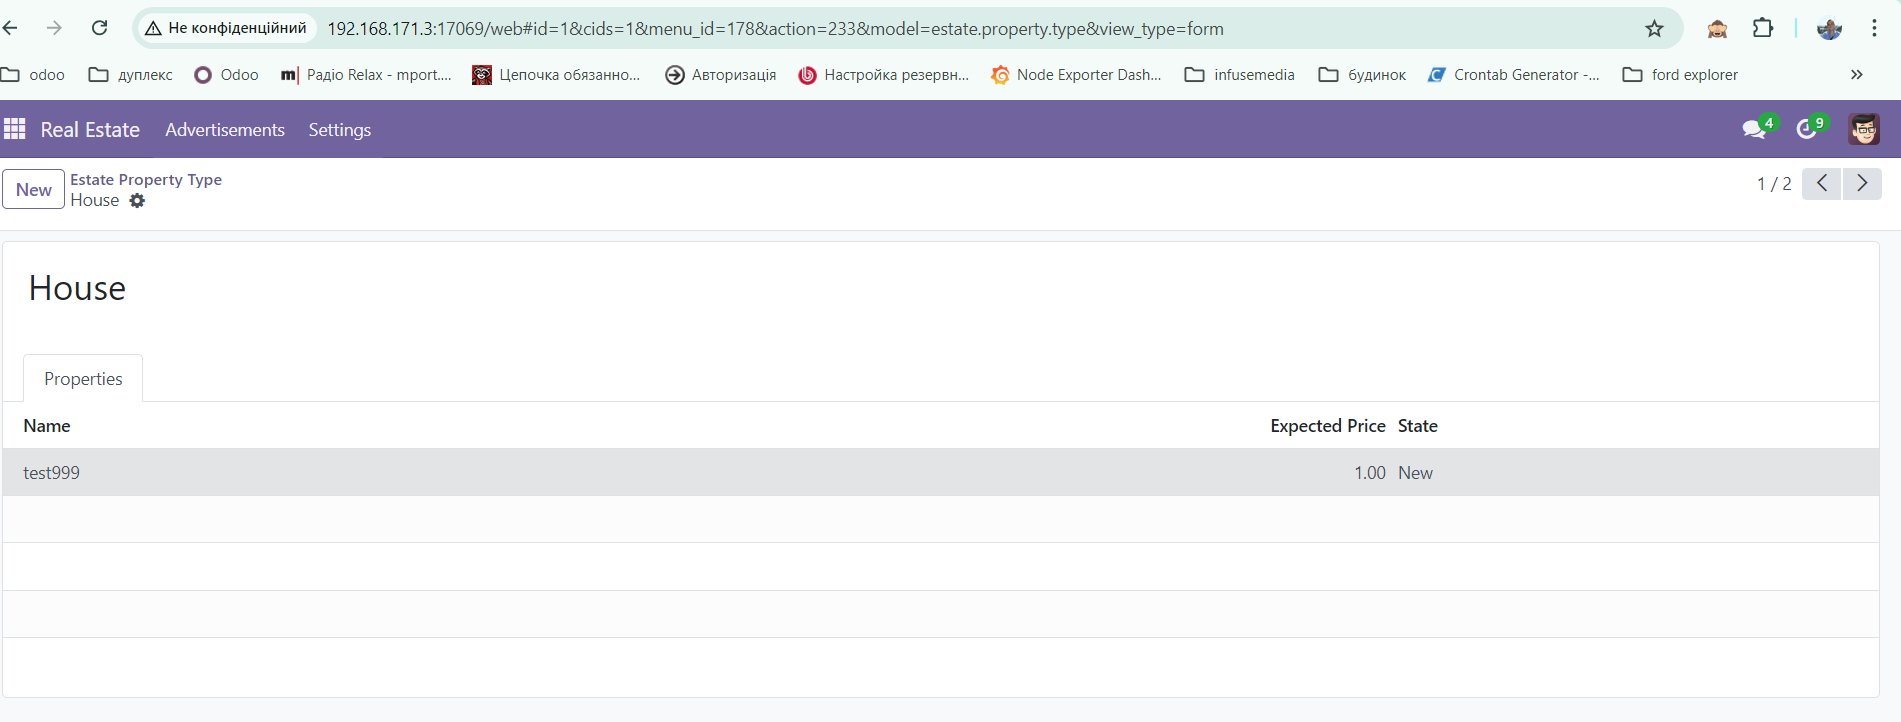 Не конфіденційний 192.168.171.3:17069/web#id=1&cids=1&menu_id=178&action=233&model=estate.property.type&view_type=form
odoo дуплекс Odoo m| Радіо Relax - mport.... Цепочка обязанно... Авторизація Настройка резервн... Node Exporter Dash... infusemedia будинок Crontab Generator -... ford explorer »
Real Estate Advertisements Settings 4 9
New Estate Property Type
House 1 / 2
House
Properties
Name Expected Price State
test999 1.00 New